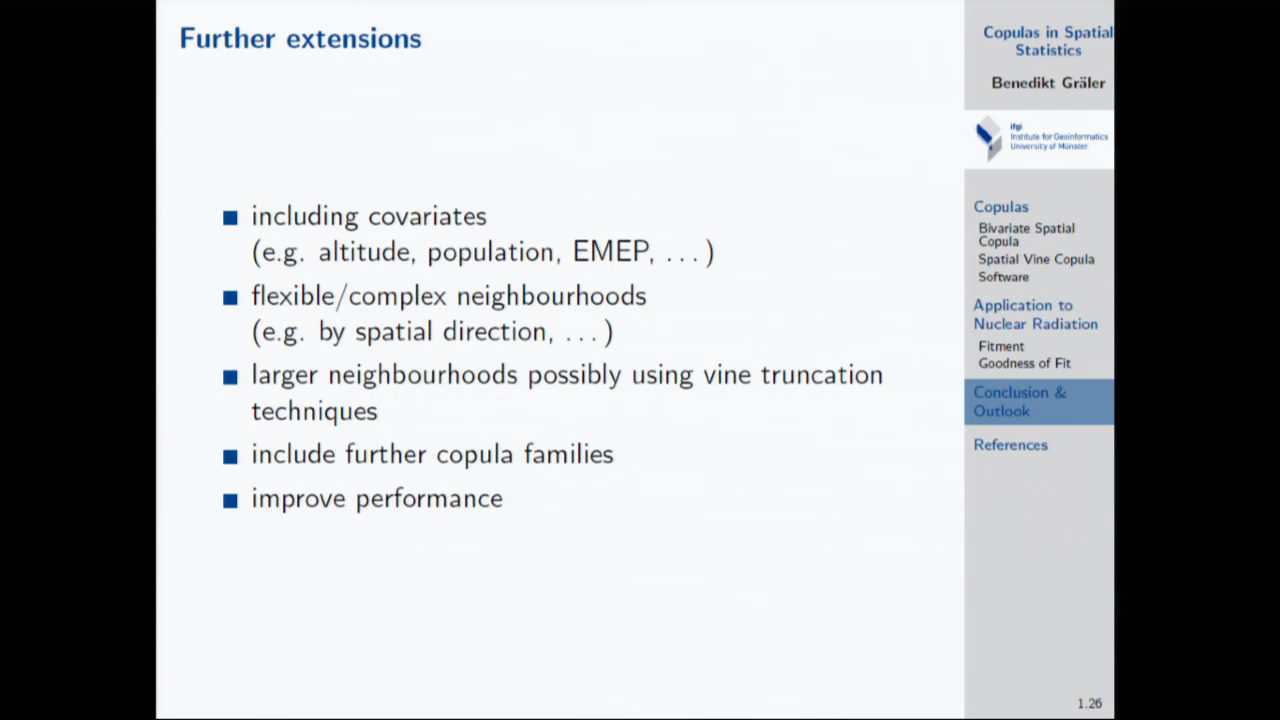 Further extensions
including covariates
(e.g. altitude, population, EMEP, . . . )
flexible/complex neighbourhoods
(e.g. by spatial direction, . . . )
larger neighbourhoods possibly using vine truncation
techniques
include further copula families
improve performance
Copulas in Spatial
Statistics
Benedikt Gräler
ifgi
Institute for Geoinformatics
University of Münster
Copulas
Bivariate Spatial
Copula
Spatial Vine Copula
Software
Application to
Nuclear Radiation
Fitment
Goodness of Fit
Conclusion &
Outlook
References
1.26